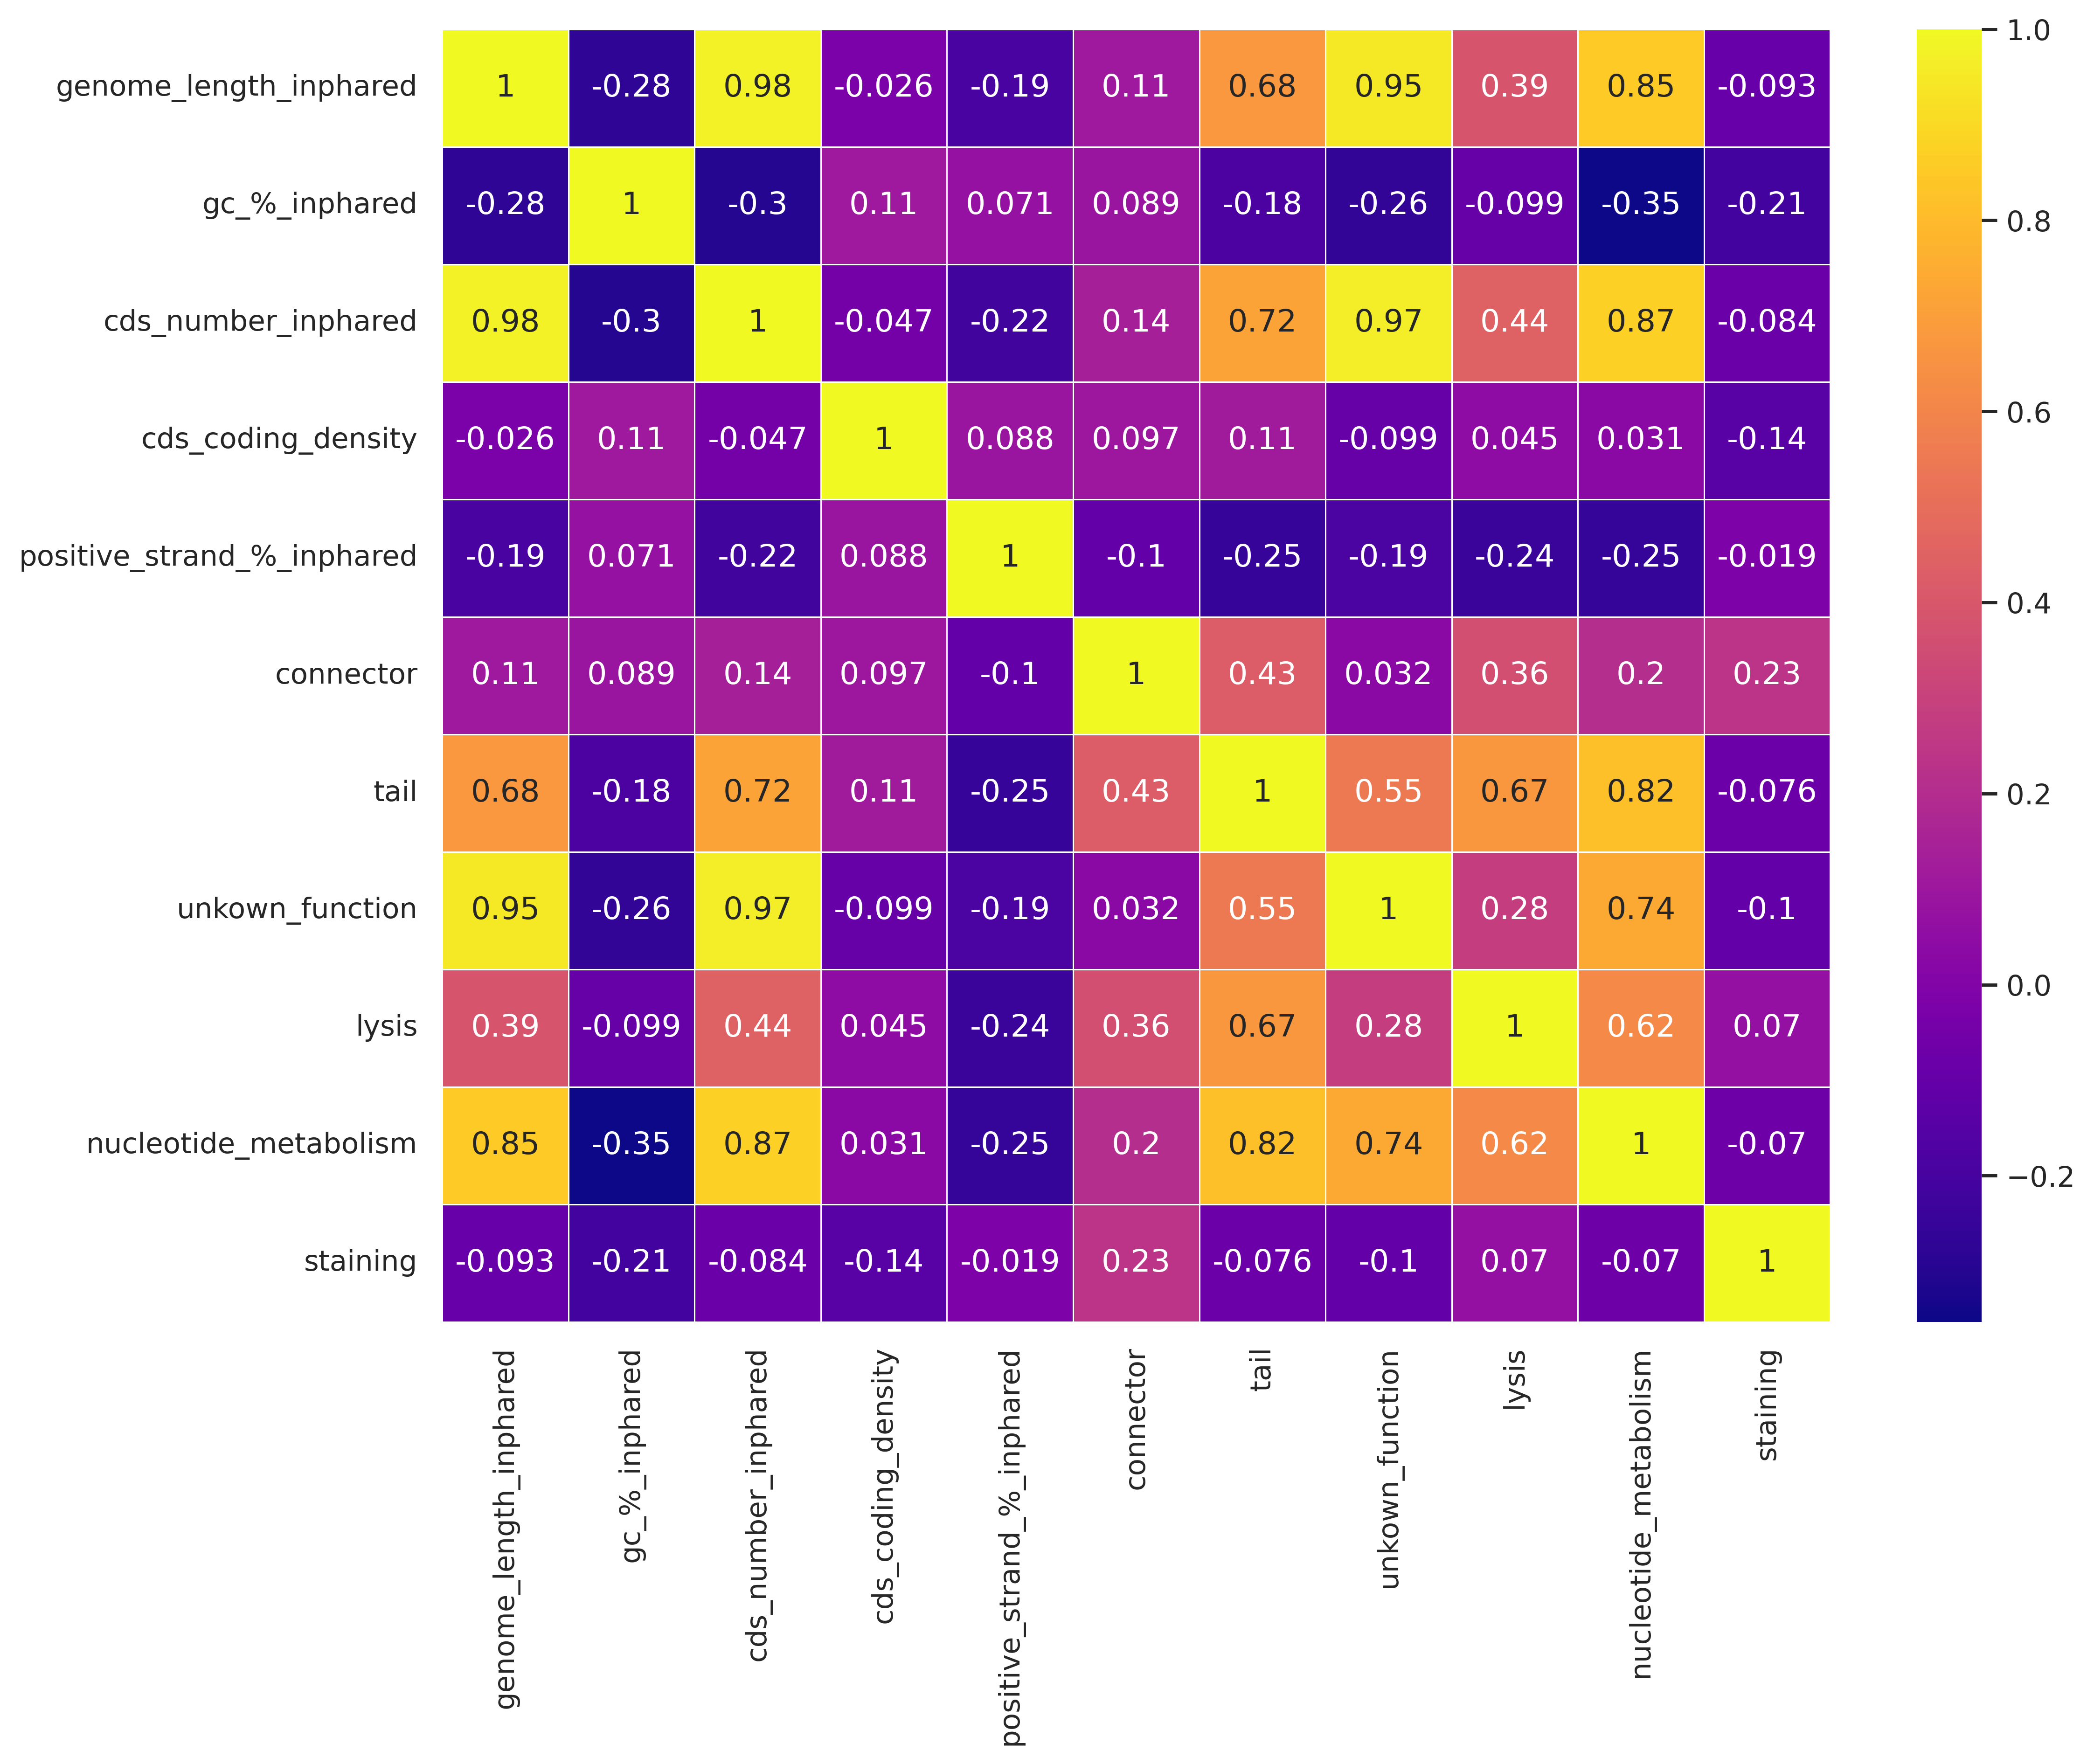 genome_length_inphared 1 -0.28 0.98 -0.026 -0.19 0.11 0.68 0.95 0.39 0.85 -0.093
gc_%_inphared -0.28 1 -0.3 0.11 0.071 0.089 -0.18 -0.26 -0.099 -0.35 -0.21
cds_number_inphared 0.98 -0.3 1 -0.047 -0.22 0.14 0.72 0.97 0.44 0.87 -0.084
cds_coding_density -0.026 0.11 -0.047 1 0.088 0.097 0.11 -0.099 0.045 0.031 -0.14
positive_strand_%_inphared -0.19 0.071 -0.22 0.088 1 -0.1 -0.25 -0.19 -0.24 -0.25 -0.019
connector 0.11 0.089 0.14 0.097 -0.1 1 0.43 0.032 0.36 0.2 0.23
tail 0.68 -0.18 0.72 0.11 -0.25 0.43 1 0.55 0.67 0.82 -0.076
unkown_function 0.95 -0.26 0.97 -0.099 -0.19 0.032 0.55 1 0.28 0.74 -0.1
lysis 0.39 -0.099 0.44 0.045 -0.24 0.36 0.67 0.28 1 0.62 0.07
nucleotide_metabolism 0.85 -0.35 0.87 0.031 -0.25 0.2 0.82 0.74 0.62 1 -0.07
staining -0.093 -0.21 -0.084 -0.14 -0.019 0.23 -0.076 -0.1 0.07 -0.07 1
genome_length_inphared
gc_%_inphared
cds_number_inphared
cds_coding_density
positive_strand_%_inphared
connector
tail
unkown_function
lysis
nucleotide_metabolism
staining
1.0
0.8
0.6
0.4
0.2
0.0
−0.2